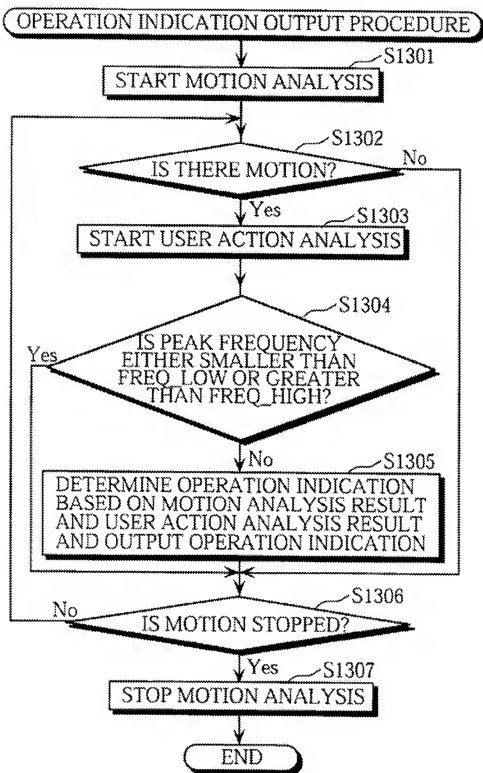 OPERATION INDICATION OUTPUT PROCEDURE
S1301
START MOTION ANALYSIS
S1302
IS THERE MOTION?
No
Yes
S1303
START USER ACTION ANALYSIS
S1304
IS PEAK FREQUENCY
EITHER SMALLER THAN
FREQ_LOW OR GREATER
THAN FREQ_HIGH?
Yes
No
S1305
DETERMINE OPERATION INDICATION
BASED ON MOTION ANALYSIS RESULT
AND USER ACTION ANALYSIS RESULT
AND OUTPUT OPERATION INDICATION
S1306
No
IS MOTION STOPPED?
Yes
S1307
STOP MOTION ANALYSIS
END